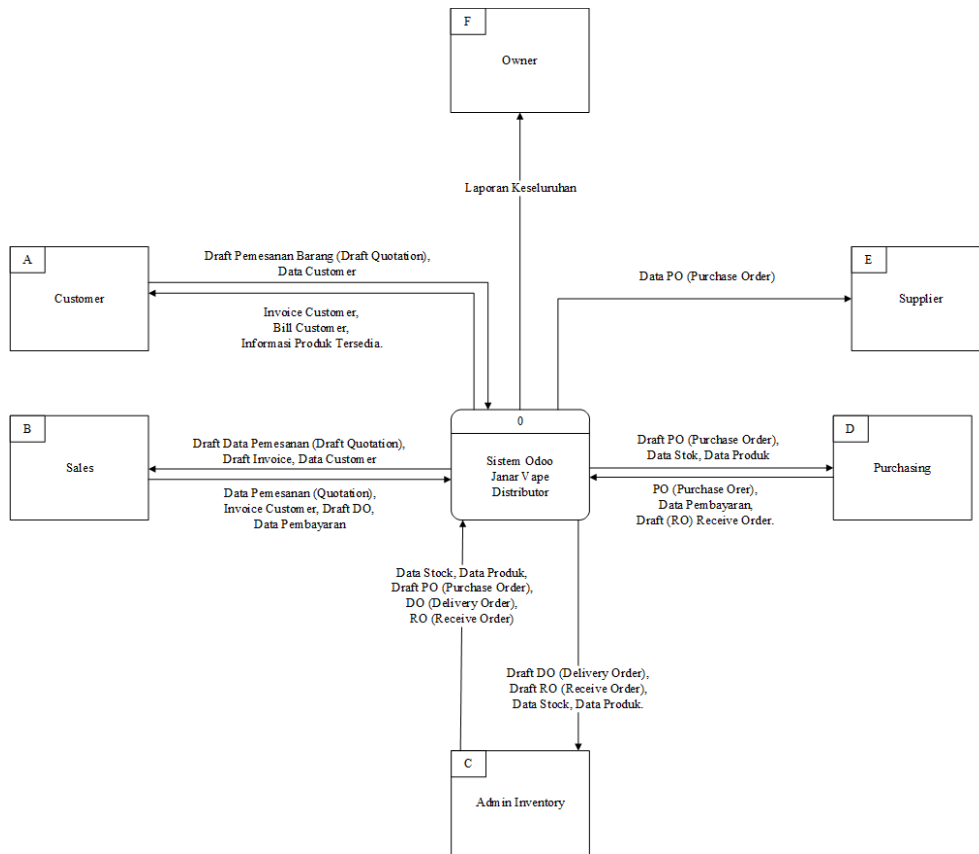 F
Owner
Laporan Keseluruhan
A
Customer
Draft Pemesanan Barang (Draft Quotation),
Data Customer
Invoice Customer,
Bill Customer,
Informasi Produk Tersedia.
E
Supplier
Data PO (Purchase Order)
B
Sales
Draft Data Pemesanan (Draft Quotation),
Draft Invoice, Data Customer
Data Pemesanan (Quotation),
Invoice Customer, Draft DO,
Data Pembayaran
0
Sistem Odoo
Janar Vape
Distributor
Draft PO (Purchase Order),
Data Stok, Data Produk
PO (Purchase Orer),
Data Pembayaran,
Draft (RO) Receive Order.
D
Purchasing
Data Stock, Data Produk,
Draft PO (Purchase Order),
DO (Delivery Order),
RO (Receive Order)
Draft DO (Delivery Order),
Draft RO (Receive Order),
Data Stock, Data Produk.
C
Admin Inventory